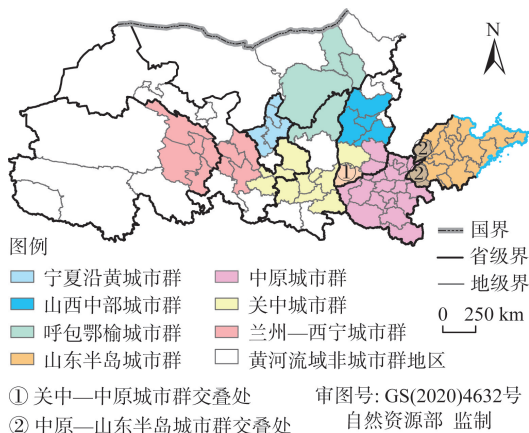 N
②
②
①
图例
国界
省级界
地级界
0 250 km
宁夏沿黄城市群
中原城市群
山西中部城市群
关中城市群
呼包鄂榆城市群
兰州—西宁城市群
山东半岛城市群
黄河流域非城市群地区
① 关中—中原城市群交叠处
② 中原—山东半岛城市群交叠处
审图号: GS(2020)4632号
自然资源部 监制